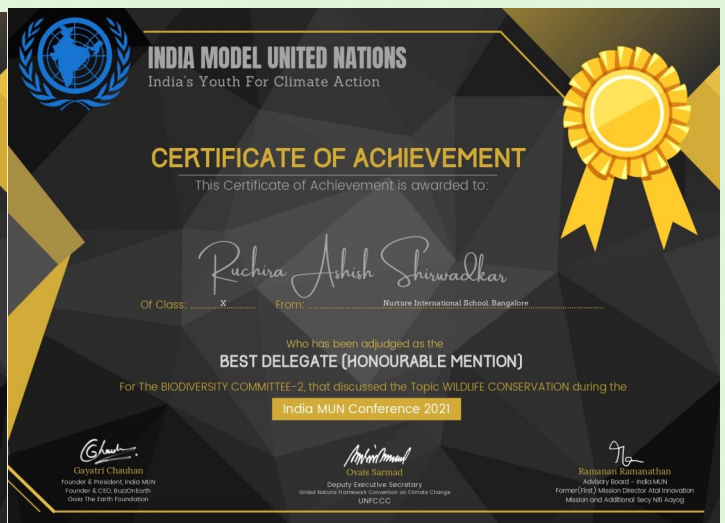 INDIA MODEL UNITED NATIONS
India's Youth For Climate Action
CERTIFICATE OF ACHIEVEMENT
This Certificate of Achievement is awarded to:
Ruchira Ashish Shirwadkar
Of Class: X From: Nurture International School, Bangalore
Who has been adjudged as the
BEST DELEGATE (HONOURABLE MENTION)
For The BIODIVERSITY COMMITTEE-2, that discussed the Topic WILDLIFE CONSERVATION during the
India MUN Conference 2021
Gayatri Chauhan
Founder & President, India MUN
Founder & CEO, BuzzOnEarth
Gaia The Earth Foundation
Ovais Sarmad
Deputy Executive Secretary
United Nations Framework Convention on Climate Change
UNFCCC
Ramanan Ramanathan
Advisory Board - India MUN
Former(First) Mission Director Atal Innovation
Mission and Additional Secy Niti Aayog